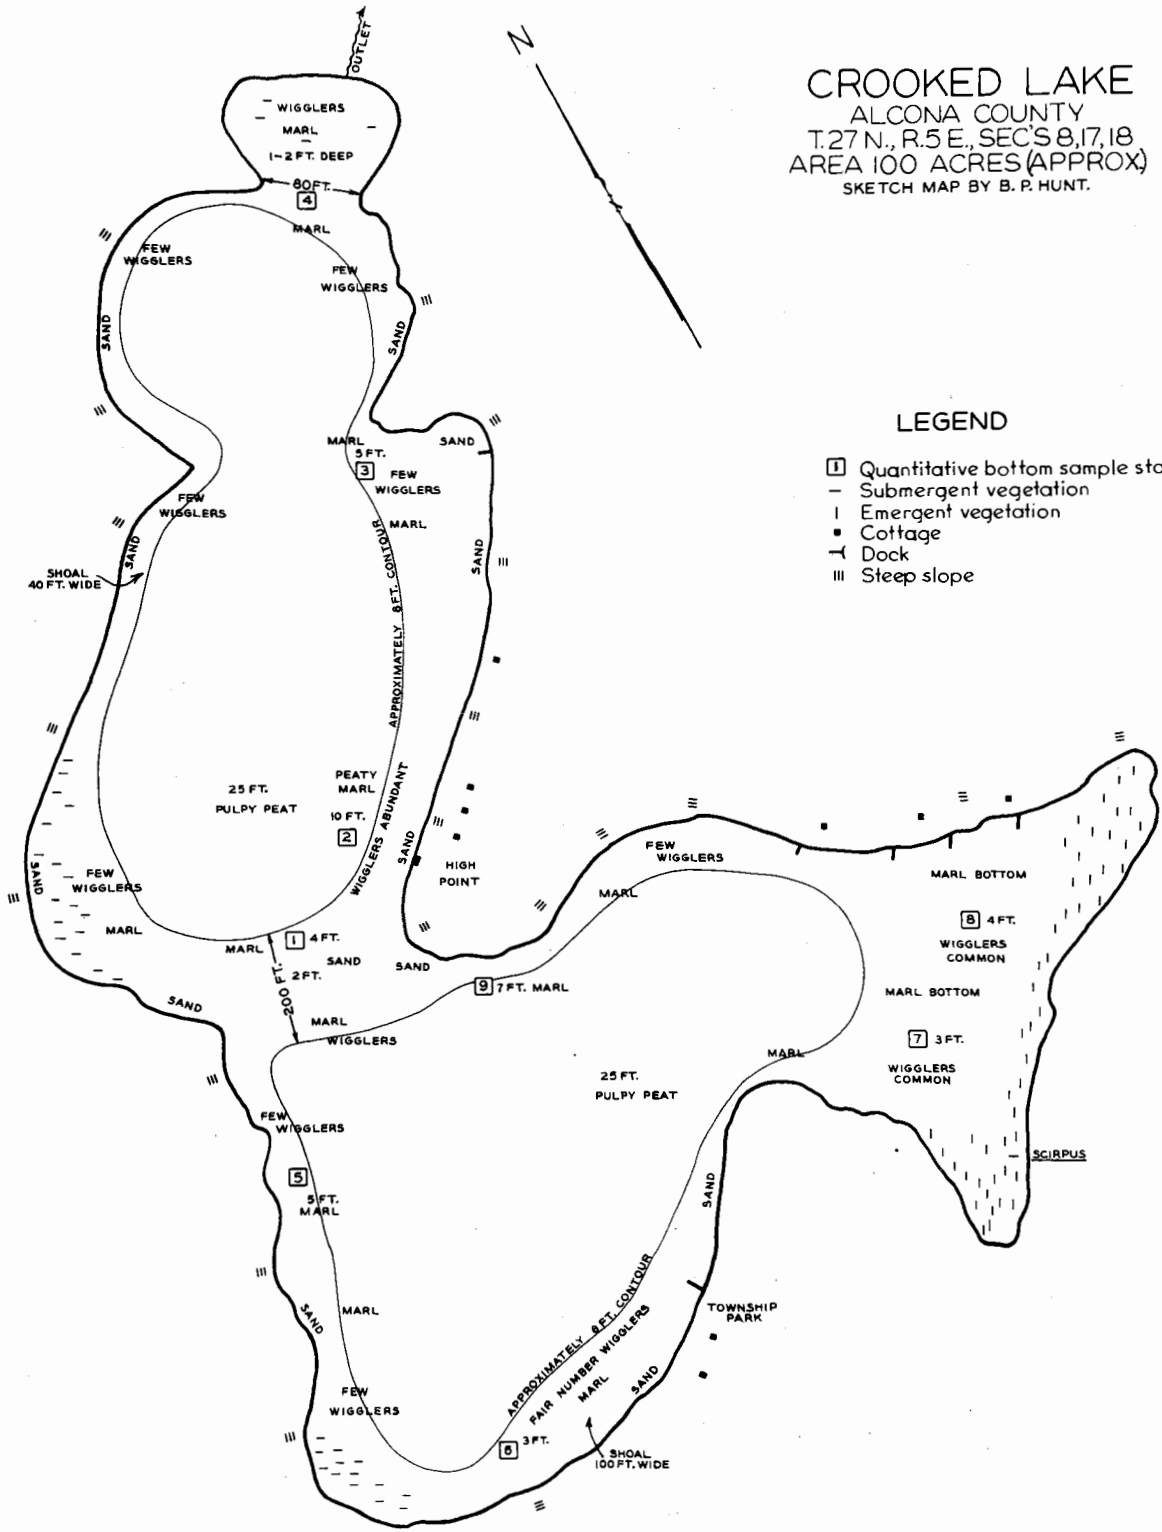 OUTLET
N
CROOKED LAKE
ALCONA COUNTY
T.27 N., R.5 E., SEC'S 8,17,18
AREA 100 ACRES (APPROX.)
SKETCH MAP BY B. P. HUNT.
WIGGLERS
MARL
1-2 FT. DEEP
80FT.
4
MARL
FEW
WIGGLERS
FEW
WIGGLERS
SAND
SAND
LEGEND
1 Quantitative bottom sample sta
Submergent vegetation
Emergent vegetation
Cottage
Dock
Steep slope
MARL
5 FT.
3
SAND
FEW
WIGGLERS
MARL
FEW
WIGGLERS
SAND
SHOAL
40 FT. WIDE
SAND
APPROXIMATELY 8 FT. CONTOUR
25 FT.
PULPY PEAT
PEATY
MARL
10 FT.
2
WIGGLERS ABUNDANT
SAND
HIGH
POINT
SAND
FEW
WIGGLERS
MARL
FEW
WIGGLERS
MARL
MARL BOTTOM
8 4 FT.
WIGGLERS
COMMON
MARL BOTTOM
7 3 FT.
WIGGLERS
COMMON
MARL
1 4 FT.
SAND
2 FT.
200 FT.
SAND
SAND
9 7 FT. MARL
MARL
WIGGLERS
MARL
25 FT.
PULPY PEAT
FEW
WIGGLERS
SCIRPUS
5
5 FT.
MARL
SAND
SAND
MARL
TOWNSHIP
PARK
APPROXIMATELY 8 FT. CONTOUR
FAIR NUMBER WIGGLERS
MARL
SAND
FEW
WIGGLERS
6 3 FT.
SHOAL
100 FT. WIDE